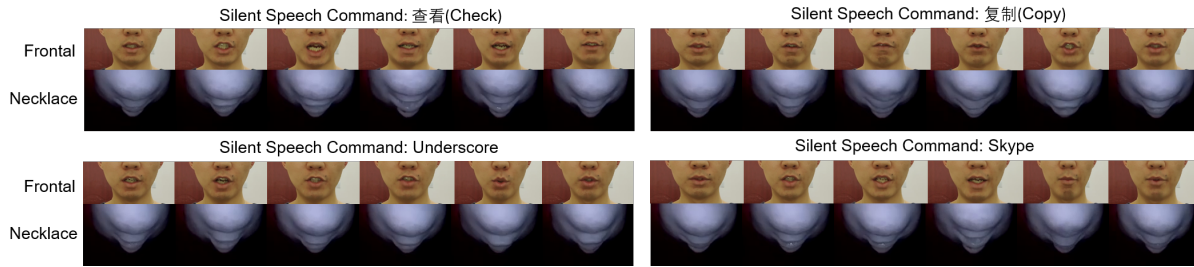 Silent Speech Command: 查看(Check)
Frontal
Necklace
Silent Speech Command: 复制(Copy)
Silent Speech Command: Underscore
Frontal
Necklace
Silent Speech Command: Skype